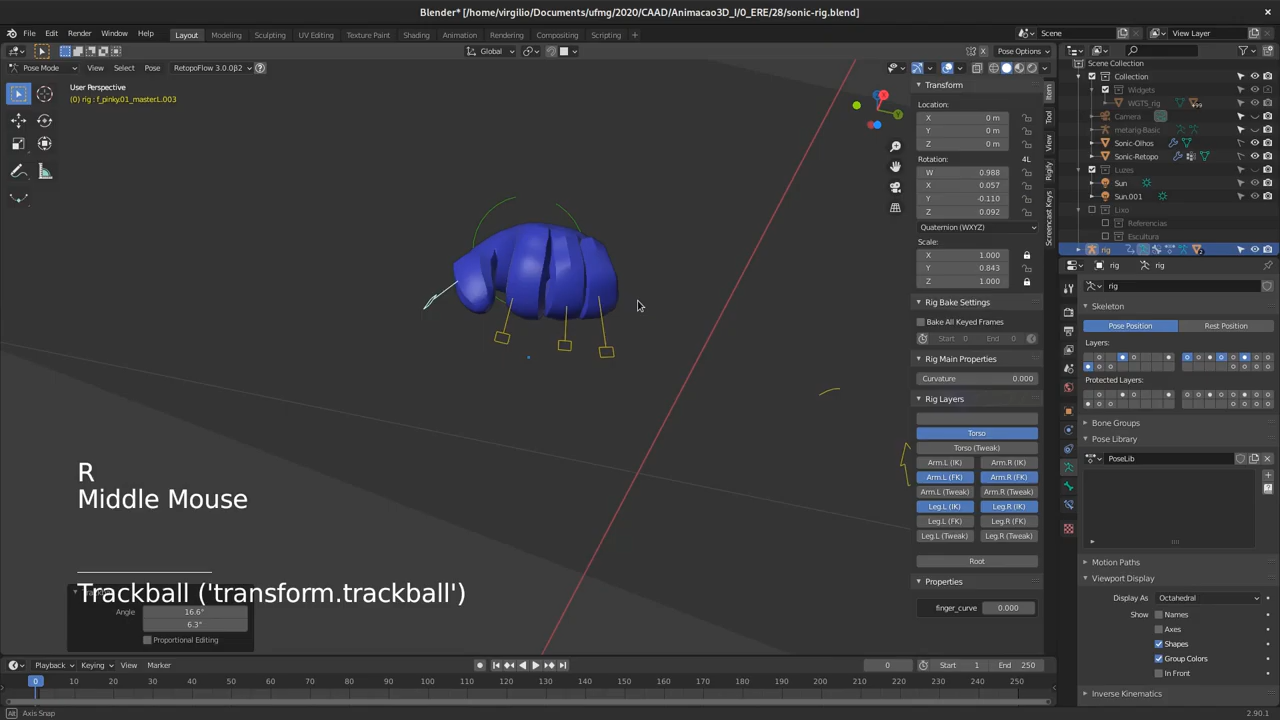 Blender* [/home/virgilio/Documents/ufmg/2020/CAAD/Animacao3D_I/0_ERE/28/sonic-rig.blend]
File Edit Render Window Help Layout Modeling Sculpting UV Editing Texture Paint Shading Animation Rendering Compositing Scripting + Scene View Layer
Global Pose Options
Pose Mode View Select Pose RetopoFlow 3.0.0β2
User Perspective
(0) rig : f_pinky.01_masterL.003
Transform
Location:
X 0 m
Y 0 m
Z 0 m
Rotation: 4L
W 0.988
X 0.057
Y -0.110
Z 0.092
Quaternion (WXYZ)
Scale:
X 1.000
Y 0.843
Z 1.000
Rig Bake Settings
Bake All Keyed Frames
Start 0 End 0
Rig Main Properties
Curvature 0.000
Rig Layers
Torso
Torso (Tweak)
Arm.L (IK) Arm.R (IK)
Arm.L (FK) Arm.R (FK)
Arm.L (Tweak) Arm.R (Tweak)
Leg.L (IK) Leg.R (IK)
Leg.L (FK) Leg.R (FK)
Leg.L (Tweak) Leg.R (Tweak)
Root
Properties
finger_curve 0.000
Item
Tool
View
Rigify
Screencast Keys
Scene Collection
Collection
Widgets
WGTS_rig
Camera
metarig-Basic
Sonic-Olhos
Sonic-Retopo
Luzes
Sun
Sun.001
Lixo
Referencias
Escultura
rig
rig rig
rig
Skeleton
Pose Position Rest Position
Layers:
Protected Layers:
Bone Groups
Pose Library
PoseLib
Motion Paths
Viewport Display
Display As Octahedral
Show Names
Axes
Shapes
Group Colors
In Front
Inverse Kinematics
R
Middle Mouse
Trackball ('transform.trackball')
Angle 16.6°
6.3°
Proportional Editing
Playback Keying View Marker 0 Start 1 End 250
0 10 20 30 40 50 60 70 80 90 100 110 120 130 140 150 160 170 180 190 200 210 220 230 240 250
Axis Snap 2.90.1